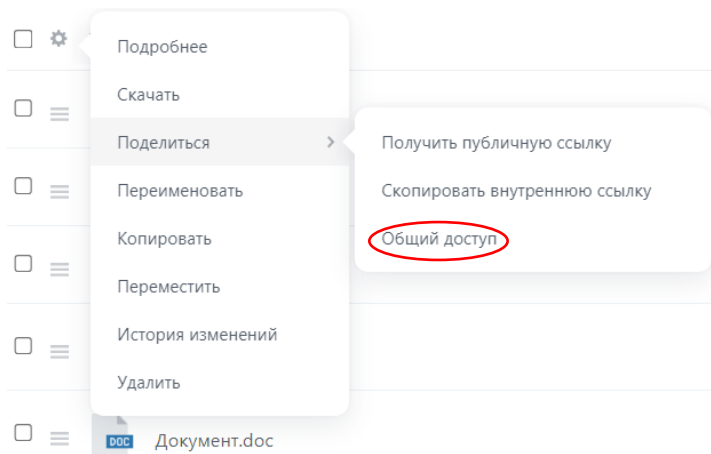 Подробнее
Скачать
Поделиться
Получить публичную ссылку
Переименовать
Скопировать внутреннюю ссылку
Копировать
Общий доступ
Переместить
История изменений
Удалить
DOC
Документ.doc